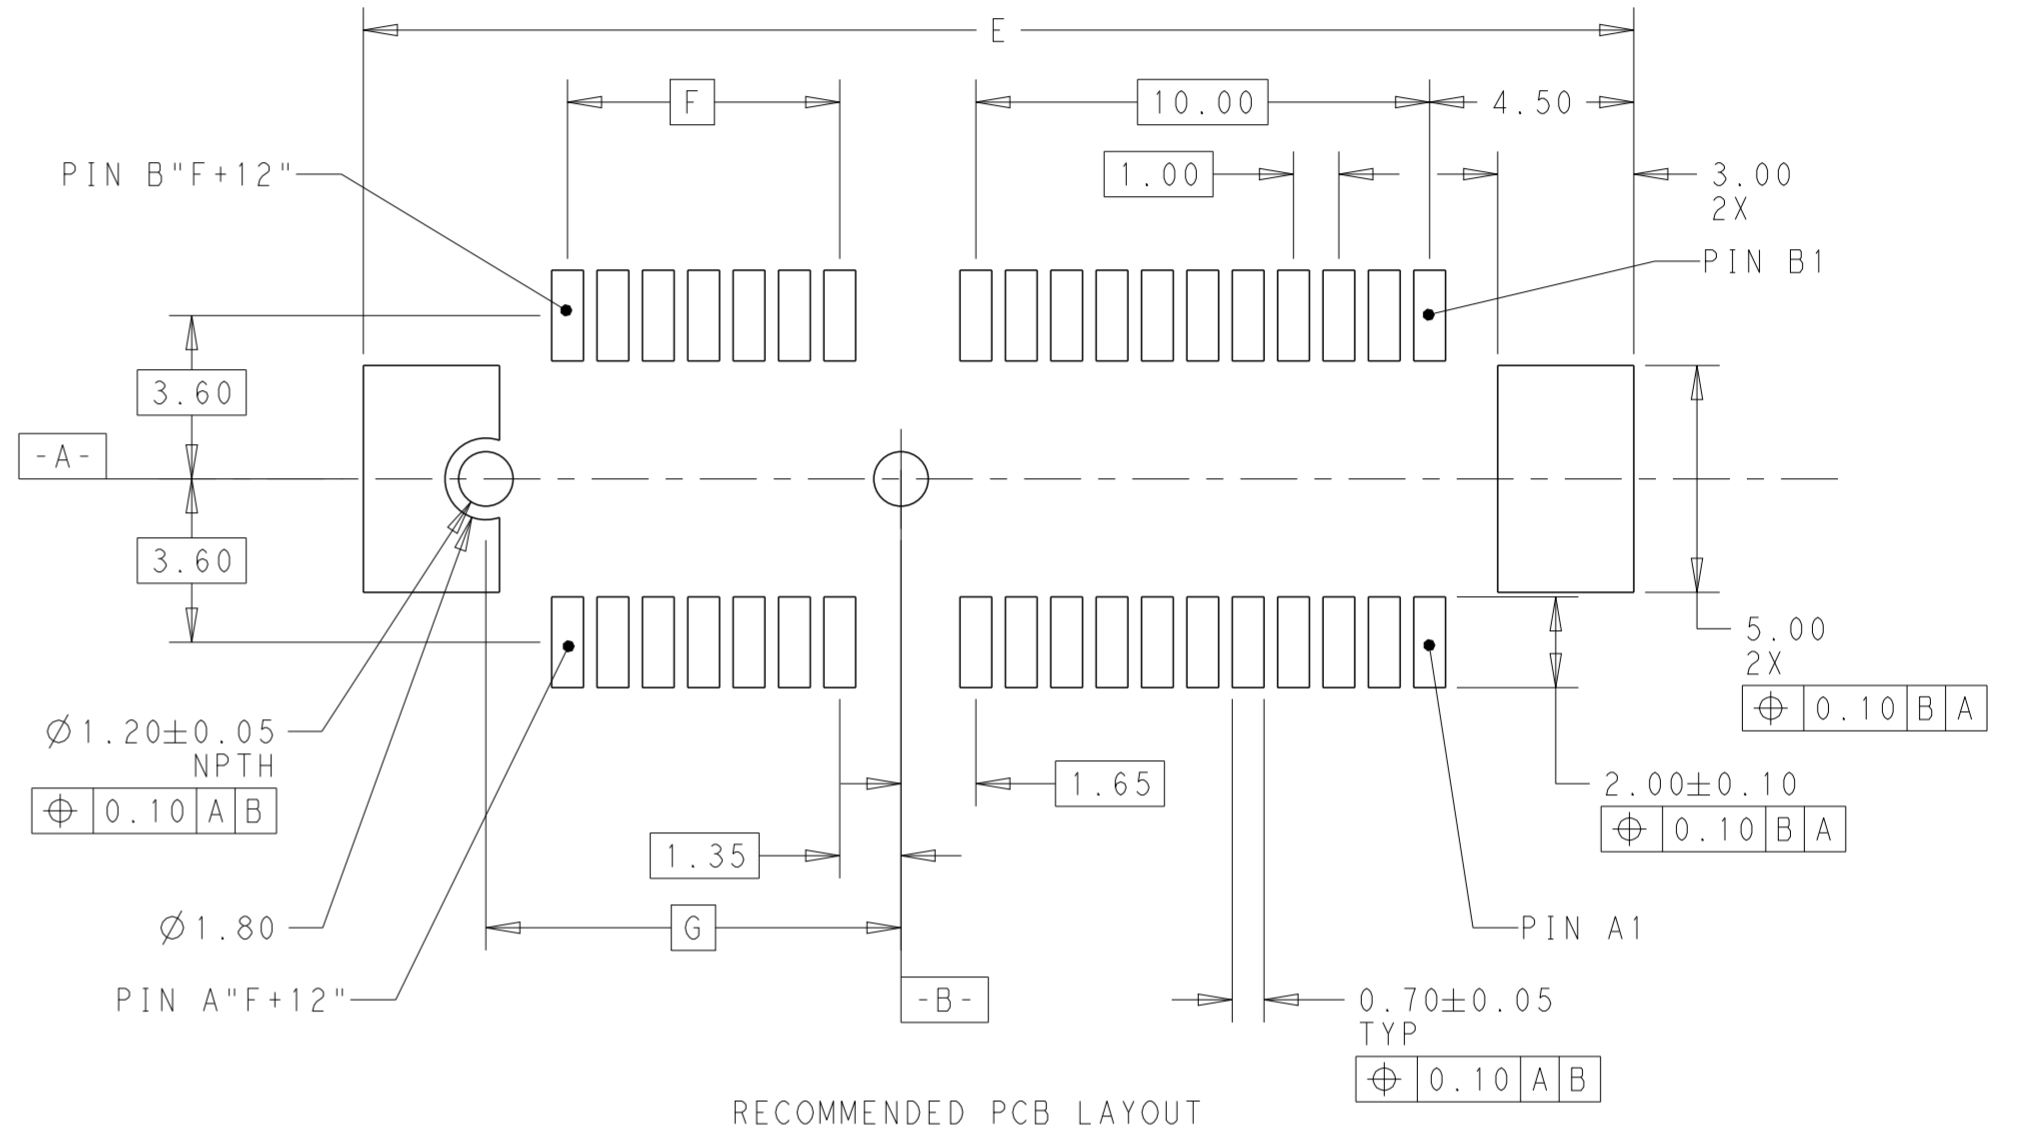 E
F
10.00
4.50
PIN B"F+12"
1.00
3.00
2X
PIN B1
3.60
-A-
3.60
5.00
2X
⌖ 0.10 B A
Ø1.20±0.05
NPTH
⌖ 0.10 A B
1.65
2.00±0.10
⌖ 0.10 B A
1.35
Ø1.80
G
PIN A1
PIN A"F+12"
-B-
0.70±0.05
TYP
⌖ 0.10 A B
RECOMMENDED PCB LAYOUT